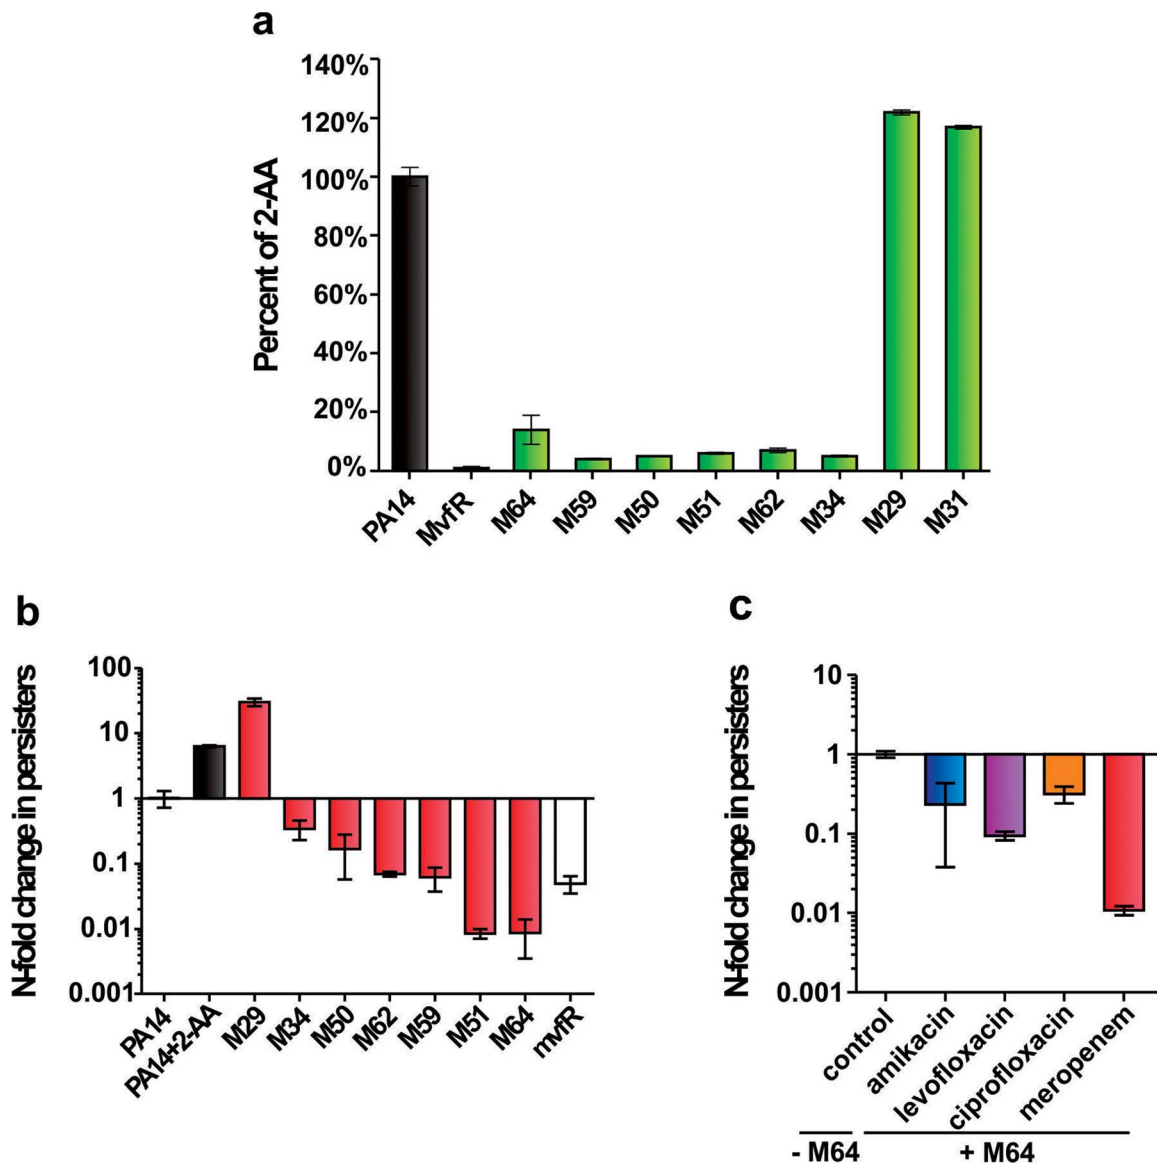 a
Percent of 2-AA
140%
120%
100%
80%
60%
40%
20%
0%
PA14
MvfR
M64
M59
M50
M51
M62
M34
M29
M31
b
N-fold change in persisters
100
10
1
0.1
0.01
0.001
PA14
PA14+2-AA
M29
M34
M50
M62
M59
M51
M64
mvfR
c
N-fold change in persisters
10
1
0.1
0.01
0.001
control
amikacin
levofloxacin
ciprofloxacin
meropenem
- M64
+ M64